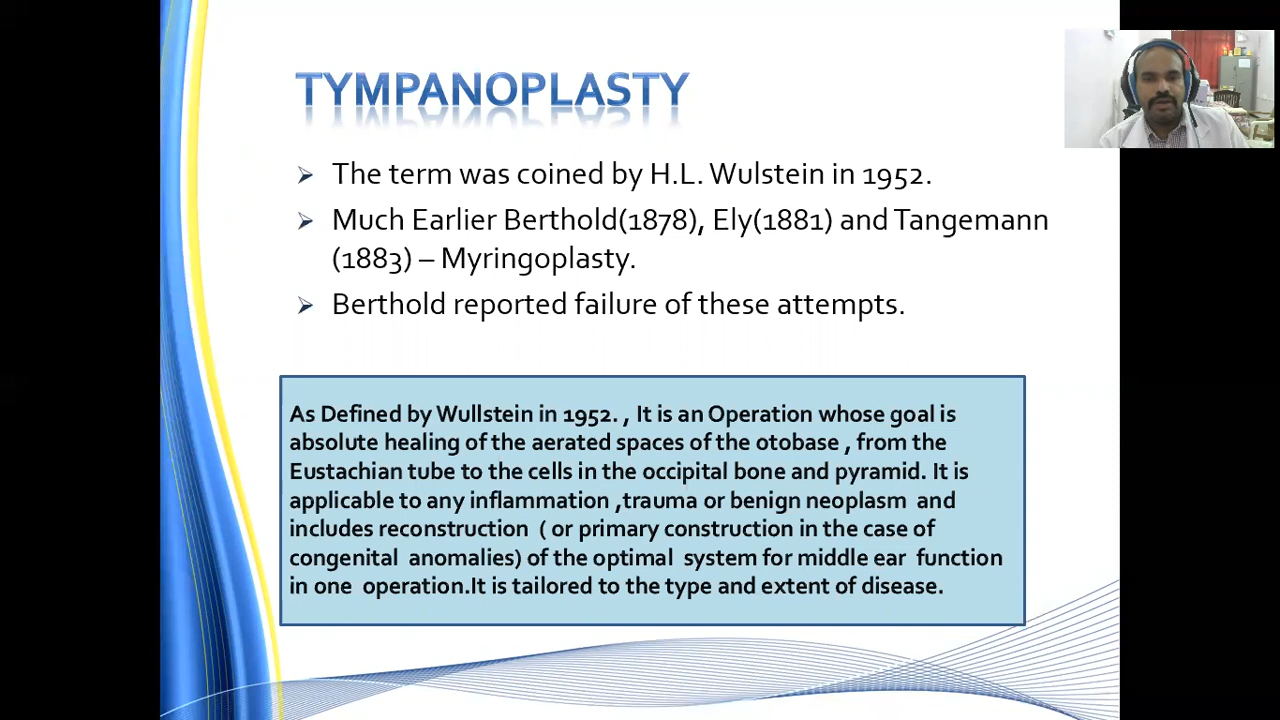 TYMPANOPLASTY
The term was coined by H.L. Wulstein in 1952.
Much Earlier Berthold(1878), Ely(1881) and Tangemann
(1883) – Myringoplasty.
Berthold reported failure of these attempts.
As Defined by Wullstein in 1952. , It is an Operation whose goal is
absolute healing of the aerated spaces of the otobase , from the
Eustachian tube to the cells in the occipital bone and pyramid. It is
applicable to any inflammation ,trauma or benign neoplasm and
includes reconstruction ( or primary construction in the case of
congenital anomalies) of the optimal system for middle ear function
in one operation.It is tailored to the type and extent of disease.